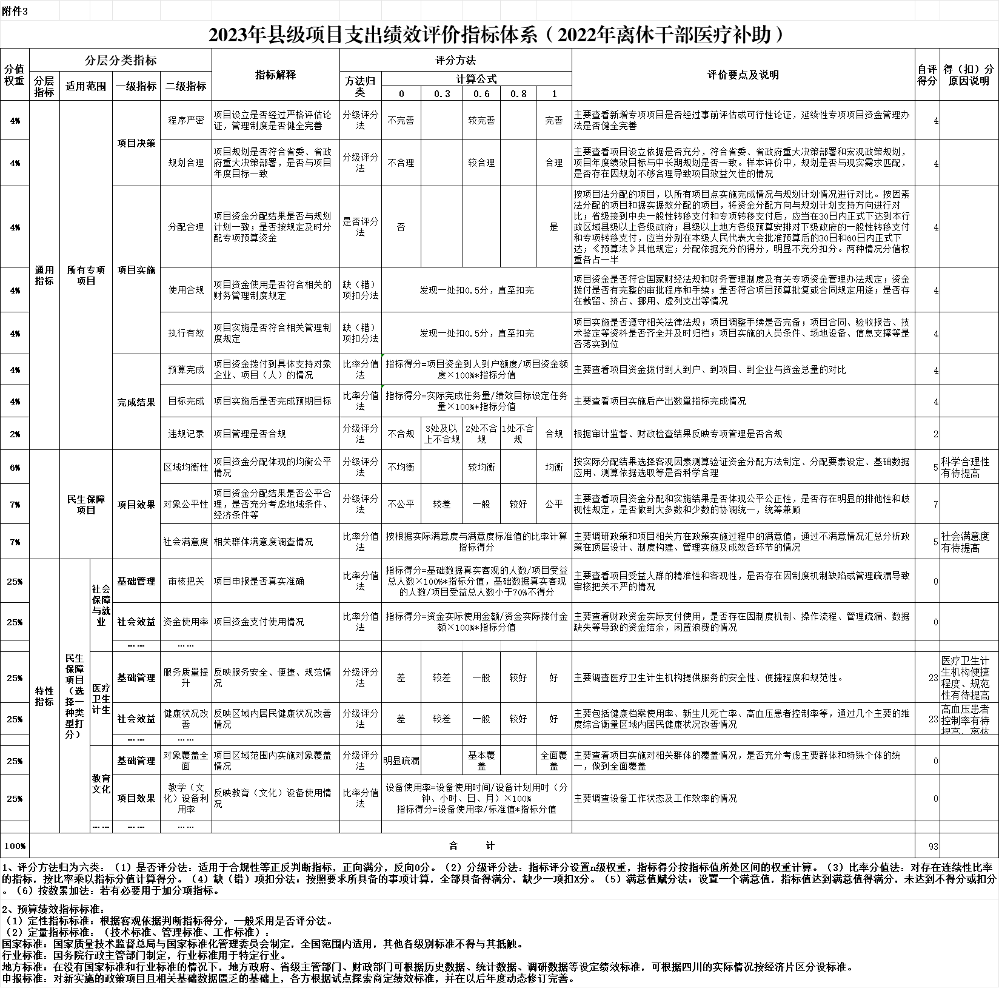 附件3
2023年县级项目支出绩效评价指标体系（2022年离休干部医疗补助）
分值
权重
分层分类指标
指标解释
评分方法
评价要点及说明
自评
得分
得（扣）分
原因说明
分层
指标
适用范围
一级指标
二级指标
方法归
类
计算公式
0
0.3
0.6
0.8
1
4%
通用
指标
所有专项
项目
项目决策
程序严密
项目设立是否经过严格评估论
证，管理制度是否健全完善
分级评分
法
不完善
较完善
完善
主要查看新增专项项目是否经过事前评估或可行性论证，延续性专项项目资金管理办
法是否健全完善
4
4%
规划合理
项目规划是否符合省委、省政
府重大决策部署，是否与项目
年度目标一致
分级评分
法
不合理
较合理
合理
主要查看项目设立依据是否充分，符合省委、省政府重大决策部署和宏观政策规划，
项目年度绩效目标与中长期规划是否一致。样本评价中，规划是否与现实需求匹配，
是否存在因规划不够合理导致项目效益欠佳的情况
4
4%
项目实施
分配合理
项目资金分配结果是否与规划
计划一致；是否按规定及时分
配专项预算资金
是否评分
法
否
是
按项目法分配的项目，以所有项目点实施完成情况与规划计划情况进行对比。按因素
法分配的项目和据实据效分配的项目，将资金分配方向与规划计划支持方向进行对
比；省级接到中央一般性转移支付和专项转移支付后，应当在30日内正式下达到本行
政区域县级以上各级政府；县级以上地方各级预算安排对下级政府的一般性转移支付
和专项转移支付，应当分别在本级人民代表大会批准预算后的30日和60日内正式下
达；《预算法》其他规定；分配依据充分的得分，明显不充分扣分。两种情况分值权
重各占一半
4
4%
使用合规
项目资金使用是否符合相关的
财务管理制度规定
缺（错）
项扣分法
发现一处扣0.5分，直至扣完
项目资金是否符合国家财经法规和财务管理制度及有关专项资金管理办法规定；资金
拨付是否有完整的审批程序和手续；是否符合项目预算批复或合同规定用途；是否存
在截留、挤占、挪用、虚列支出等情况
4
4%
执行有效
项目实施是否符合相关管理制
度规定
缺（错）
项扣分法
发现一处扣0.5分，直至扣完
项目实施是否遵守相关法律法规；项目调整手续是否完备；项目合同、验收报告、技
术鉴定等资料是否齐全并及时归档；项目实施的人员条件、场地设备、信息支撑等是
否落实到位
4
4%
完成结果
预算完成
项目资金拨付到具体支持对象
企业、项目（人）的情况
比率分值
法
指标得分=项目资金到人到户额度/项目资金额
度×100%*指标分值
主要查看项目资金拨付到人到户、到项目、到企业与资金总量的对比
4
4%
目标完成
项目实施后是否完成预期目标
比率分值
法
指标得分=实际完成任务量/绩效目标设定任务
量×100%*指标分值
主要查看项目实施后产出数量指标完成情况
4
2%
违规记录
项目管理是否合规
分级评分
法
不合规
3处及以
上不合规
2处不合
规
1处不合
规
合规
根据审计监督、财政检查结果反映专项管理是否合规
2
6%
民生保障
项目
项目效果
区域均衡性
项目资金分配体现的均衡公平
情况
分级评分
法
不均衡
较均衡
均衡
按实际分配结果选择客观因素测算验证资金分配方法制定、分配要素设定、基础数据
应用、测算依据选取等是否科学合理
5
科学合理性
有待提高
7%
对象公平性
项目资金分配结果是否公平合
理，是否充分考虑地域条件、
经济条件等
分级评分
法
不公平
较差
一般
较好
公平
主要查看项目资金分配和实施结果是否体现公平公正性，是否存在明显的排他性和歧
视性规定，是否做到大多数和少数的协调统一，统筹兼顾
7
7%
社会满意度
相关群体满意度调查情况
比率分值
法
按根据实际满意度与满意度标准值的比率计算
指标得分
主要调研政策和项目相关方在政策实施过程中的满意值，通过不满意情况汇总分析政
策在顶层设计、制度构建、管理实施及成效各环节的情况
5
社会满意度
有待提高
特性
指标
民生
保障
项目
（选
择一
种类
型打
分）
25%
社会
保障
与就
业
基础管理
审核把关
项目申报是否真实准确
比率分值
法
指标得分=基础数据真实客观的人数/项目受益
总人数×100%*指标分值，基础数据真实客观
的人数/项目受益总人数小于70%不得分
主要查看项目受益人群的精准性和客观性，是否存在因制度机制缺陷或管理疏漏导致
审核把关不严的情况
0
25%
社会效益
资金使用率
项目资金支付使用情况
比率分值
法
指标得分=资金实际使用金额/资金实际拨付金
额×100%*指标分值
主要查看财政资金实际支付使用，是否存在因制度机制、操作流程、管理疏漏、数据
缺失等导致的资金结余，闲置浪费的情况
0
……
……
25%
医疗
卫生
计生
基础管理
服务质量提
升
反映服务安全、便捷、规范情
况
分级评分
法
差
较差
一般
较好
好
主要调查医疗卫生计生机构提供服务的安全性、便捷程度和规范性。
23
医疗卫生计
生机构便捷
程度、规范
性有待提高
25%
社会效益
健康状况改
善
反映区域内居民健康状况改善
情况
分级评分
法
差
较差
一般
较好
好
主要包括健康档案使用率、新生儿死亡率、高血压患者控制率等，通过几个主要的维
度综合衡量区域内居民健康状况改善情况
23
高血压患者
控制率有待
提高，离休
……
……
25%
教育
文化
基础管理
对象覆盖全
面
项目区域范围内实施对象覆盖
情况
分级评分
法
明显疏漏
基本覆
盖
全面覆
盖
主要查看项目实施对相关群体的覆盖情况，是否充分考虑主要群体和特殊个体的统
一，做到全面覆盖
0
25%
项目效果
教学（文
化）设备利
用率
反映教育（文化）设备使用情
况
比率分值
法
设备使用率=设备使用时间/设备计划用时（分
钟、小时、日、月）×100%
指标得分=设备使用率/标准值*指标分值
主要调查设备工作状态及工作效率的情况
0
……
……
……
100%
合 计
93
1、评分方法归为六类：（1）是否评分法：适用于合规性等正反判断指标，正向满分，反向0分。（2）分级评分法：指标评分设置n级权重，指标得分按指标值所处区间的权重计算。（3）比率分值法：对存在连续性比率
的指标，按比率乘以指标分值计算得分。（4）缺（错）项扣分法：按照要求所具备的事项计算，全部具备得满分，缺少一项扣X分。（5）满意值赋分法：设置一个满意值，指标值达到满意值得满分，未达到不得分或扣分
。（6）按数累加法：若有必要用于加分项指标。
2、预算绩效指标标准：
（1）定性指标标准：根据客观依据判断指标得分，一般采用是否评分法。
（2）定量指标标准：（技术标准、管理标准、工作标准）：
国家标准：国家质量技术监督总局与国家标准化管理委员会制定，全国范围内适用，其他各级别标准不得与其抵触。
行业标准：国务院行政主管部门制定，行业标准用于特定行业。
地方标准：在没有国家标准和行业标准的情况下，地方政府、省级主管部门、财政部门可根据历史数据、统计数据、调研数据等设定绩效标准，可根据四川的实际情况按经济片区分设标准。
申报标准：对新实施的政策项目且相关基础数据匮乏的基础上，各方根据试点探索商定绩效标准，并在以后年度动态修订完善。